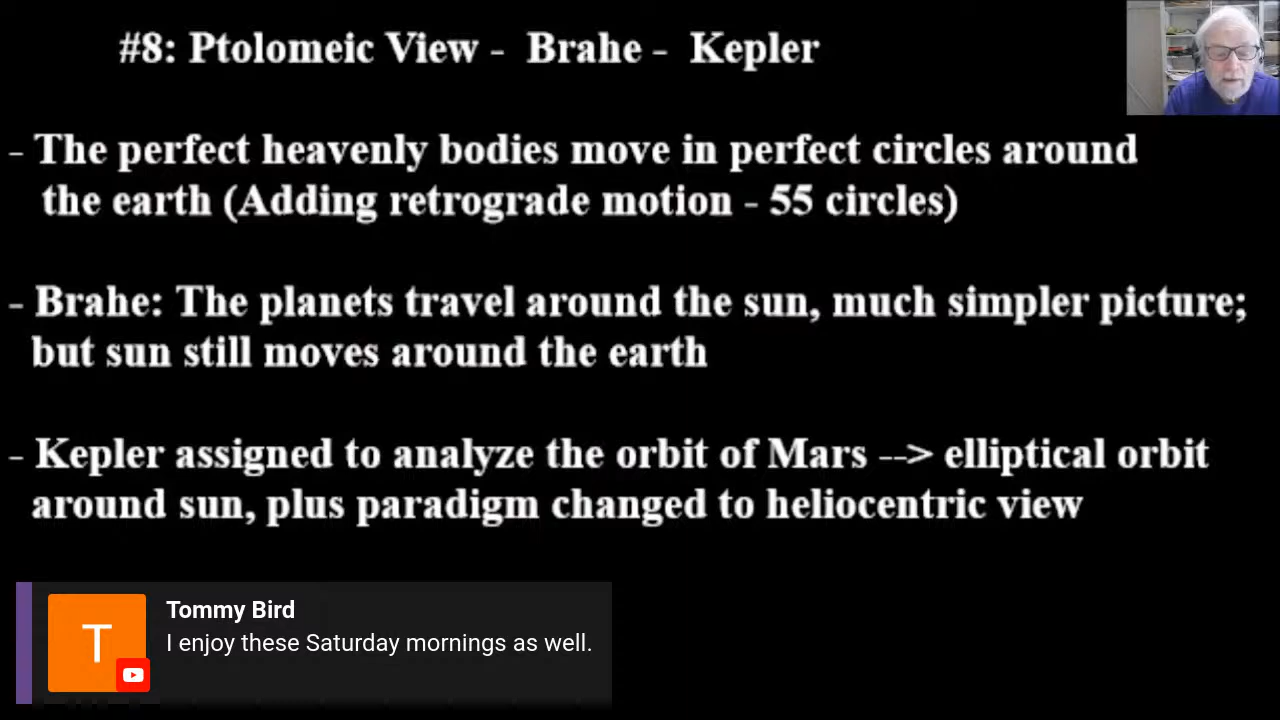 #8: Ptolomeic View - Brahe - Kepler
- The perfect heavenly bodies move in perfect circles around
the earth (Adding retrograde motion - 55 circles)
- Brahe: The planets travel around the sun, much simpler picture;
but sun still moves around the earth
- Kepler assigned to analyze the orbit of Mars --> elliptical orbit
around sun, plus paradigm changed to heliocentric view
T
Tommy Bird
I enjoy these Saturday mornings as well.